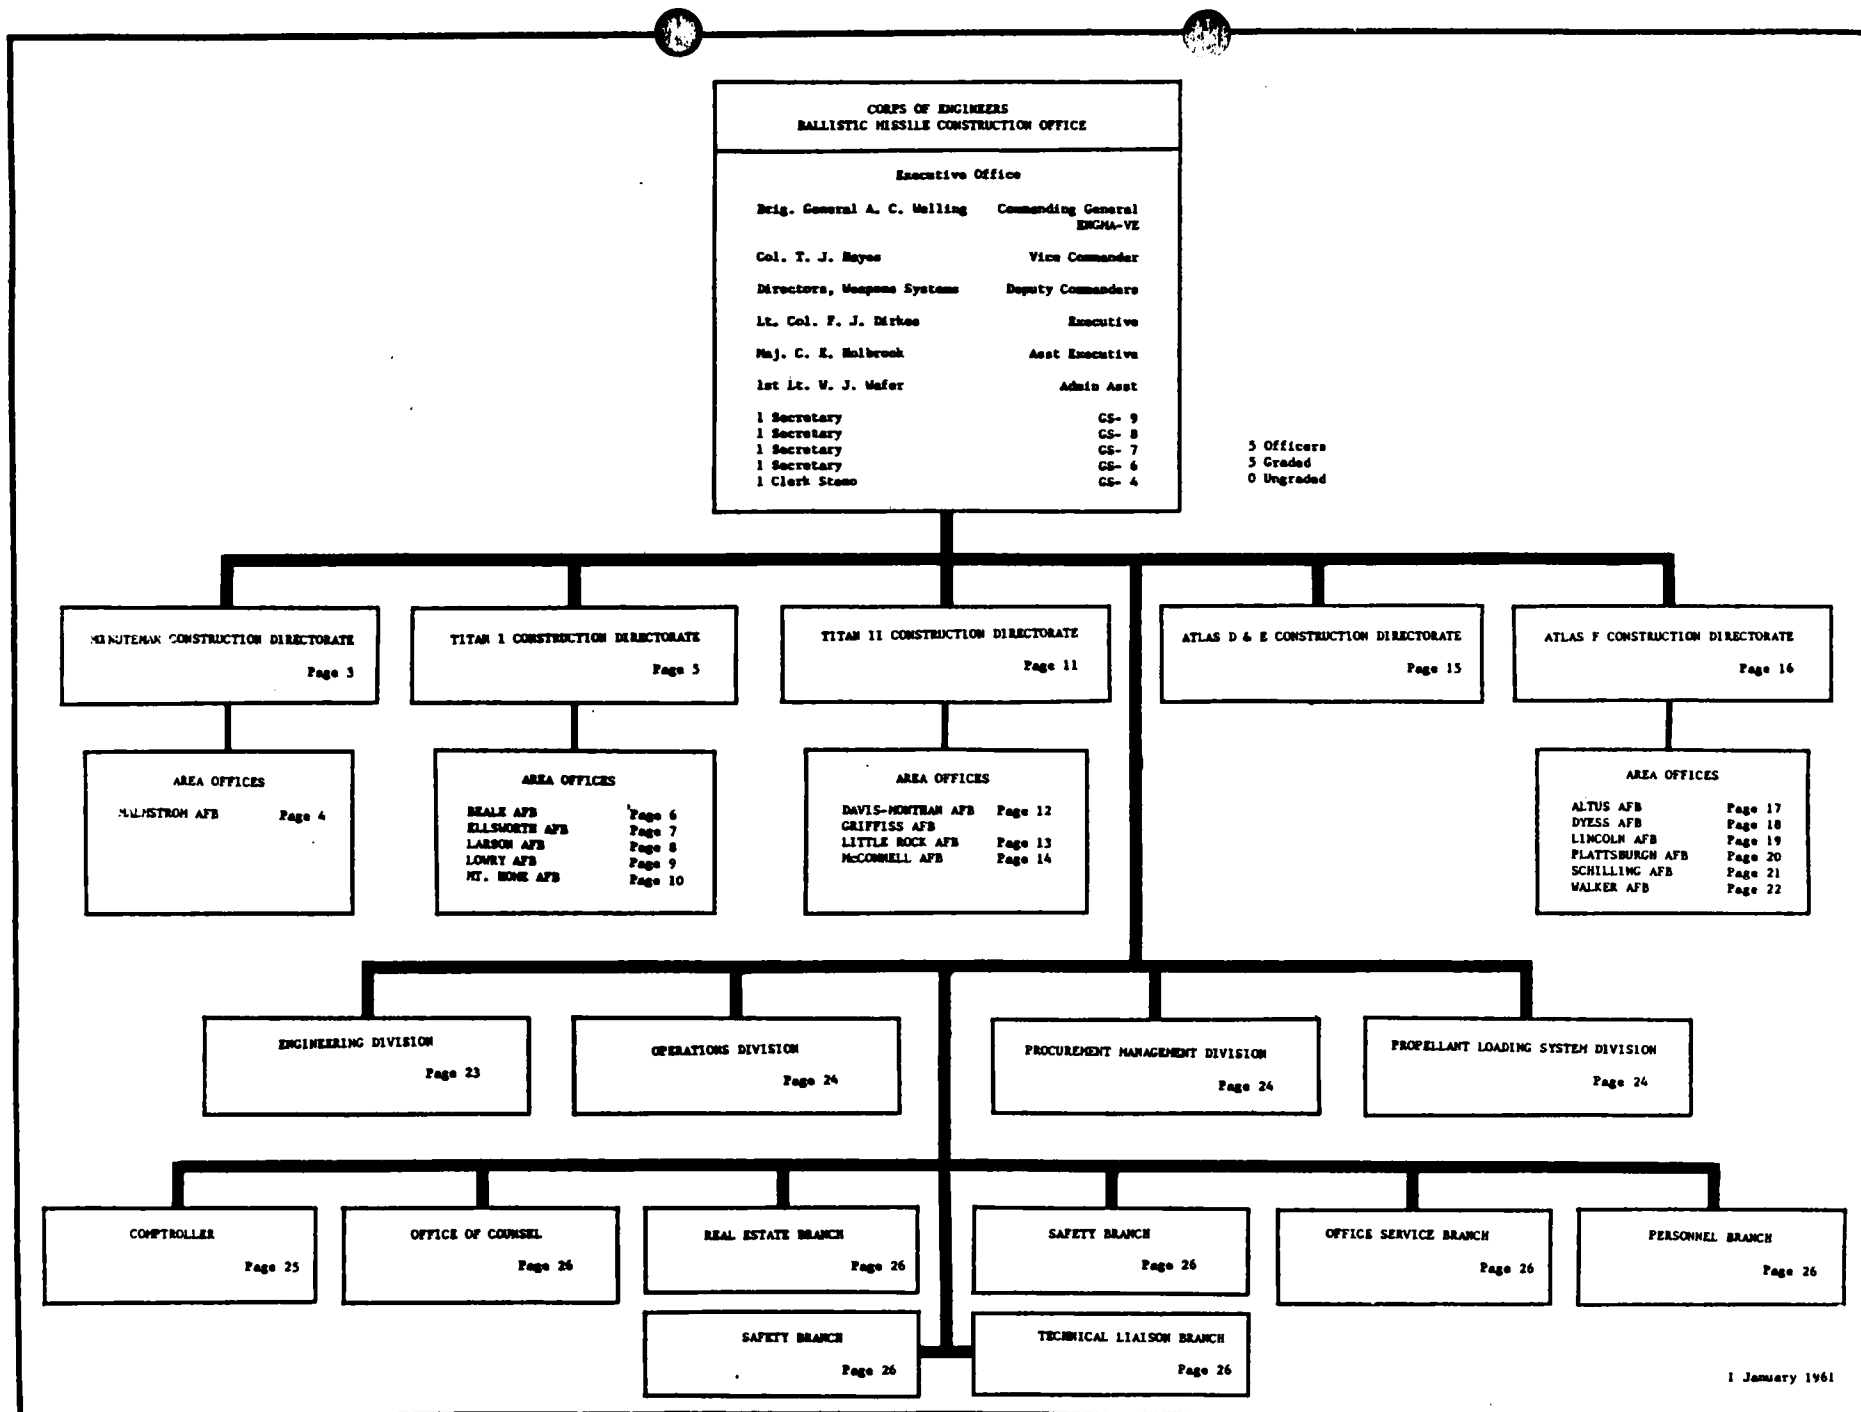 CORPS OF ENGINEERS
BALLISTIC MISSILE CONSTRUCTION OFFICE
Executive Office
Brig. General A. C. Welling Commanding General
ENGMA-VE
Col. T. J. Hayes Vice Commander
Directors, Weapons Systems Deputy Commanders
Lt. Col. F. J. Dirkes Executive
Maj. C. E. Holbrook Asst Executive
1st Lt. W. J. Wafer Admin Asst
1 Secretary GS- 9
1 Secretary GS- 8
1 Secretary GS- 7
1 Secretary GS- 6
1 Clerk Steno GS- 4
5 Officers
5 Graded
0 Ungraded
MINUTEMAN CONSTRUCTION DIRECTORATE
Page 3
TITAN I CONSTRUCTION DIRECTORATE
Page 5
TITAN II CONSTRUCTION DIRECTORATE
Page 11
ATLAS D & E CONSTRUCTION DIRECTORATE
Page 15
ATLAS F CONSTRUCTION DIRECTORATE
Page 16
AREA OFFICES
MALMSTROM AFB Page 4
AREA OFFICES
BEALE AFB Page 6
ELLSWORTH AFB Page 7
LARSON AFB Page 8
LOWRY AFB Page 9
MT. HOME AFB Page 10
AREA OFFICES
DAVIS-MONTHAN AFB Page 12
GRIFFISS AFB
LITTLE ROCK AFB Page 13
McCONNELL AFB Page 14
AREA OFFICES
ALTUS AFB Page 17
DYESS AFB Page 18
LINCOLN AFB Page 19
PLATTSBURGH AFB Page 20
SCHILLING AFB Page 21
WALKER AFB Page 22
ENGINEERING DIVISION
Page 23
OPERATIONS DIVISION
Page 24
PROCUREMENT MANAGEMENT DIVISION
Page 24
PROPELLANT LOADING SYSTEM DIVISION
Page 24
COMPTROLLER
Page 25
OFFICE OF COUNSEL
Page 26
REAL ESTATE BRANCH
Page 26
SAFETY BRANCH
Page 26
OFFICE SERVICE BRANCH
Page 26
PERSONNEL BRANCH
Page 26
SAFETY BRANCH
Page 26
TECHNICAL LIAISON BRANCH
Page 26
1 January 1961